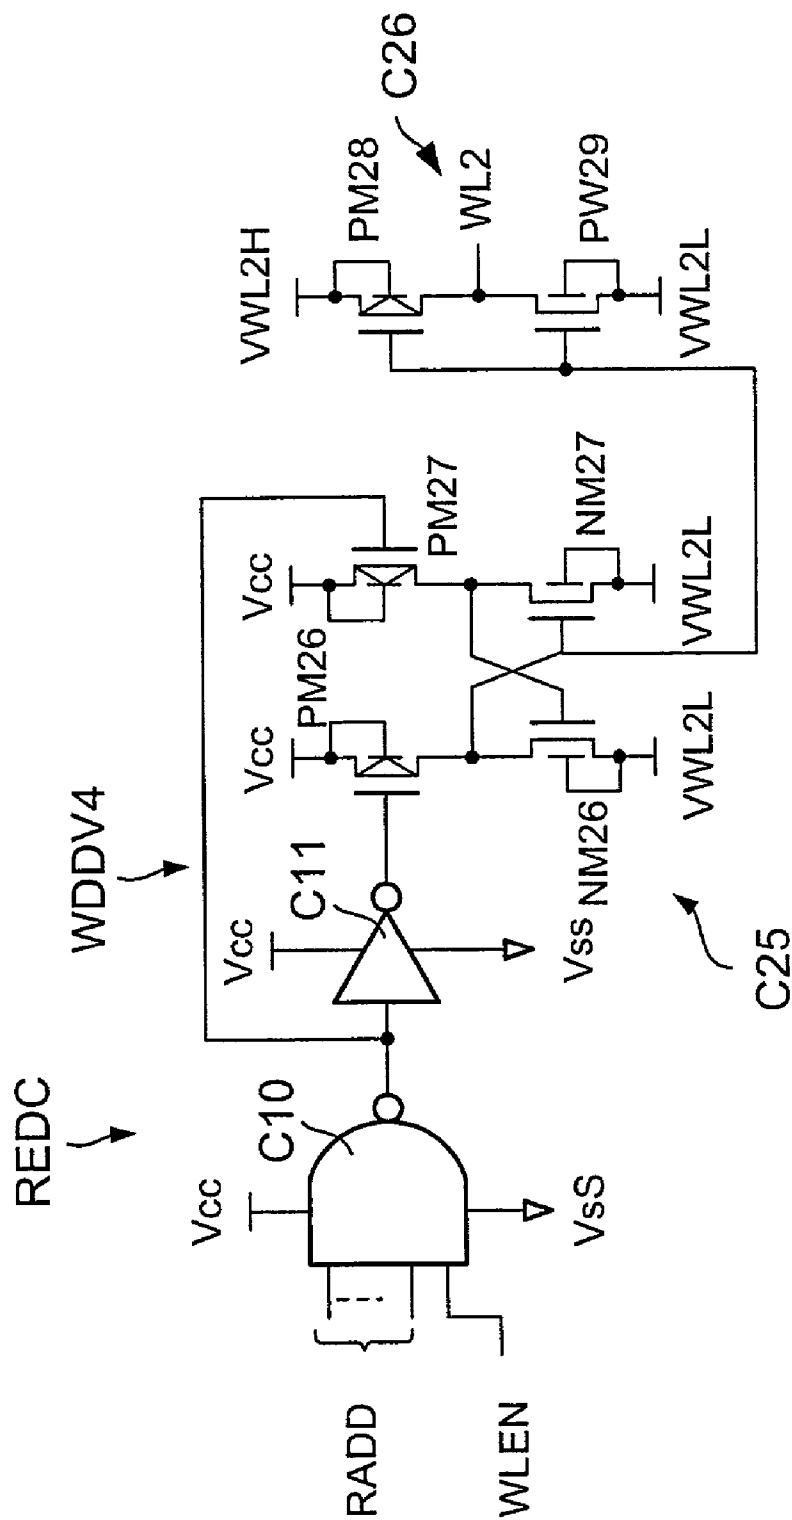 REDC
WDDV4
C26
RADD
WLEN
Vcc
C10
VsS
Vcc
C11
Vss
Vcc
PM26
NM26
VWL2L
Vcc
PM27
NM27
VWL2L
C25
VWL2H
PM28
WL2
PW29
VWL2L